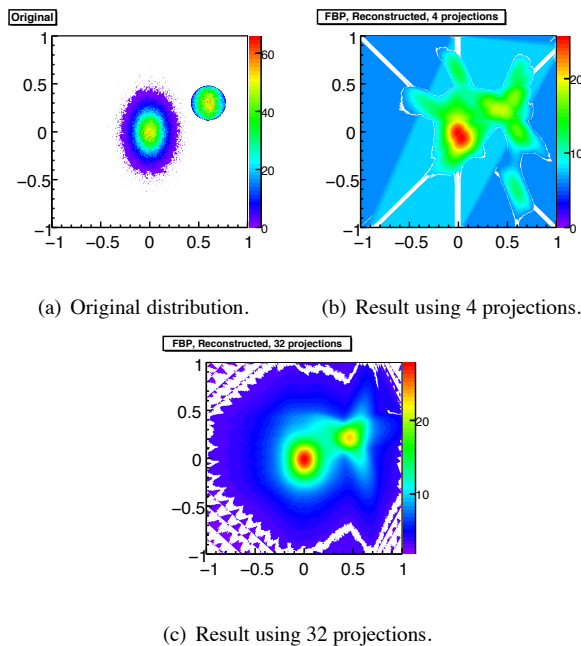 Original
FBP, Reconstructed, 4 projections
1
0.5
0
−0.5
−1
−1 −0.5 0 0.5 1
60
40
20
0
1
0.5
0
−0.5
−1
−1 −0.5 0 0.5 1
20
10
0
(a) Original distribution.
(b) Result using 4 projections.
FBP, Reconstructed, 32 projections
1
0.5
0
−0.5
−1
−1 −0.5 0 0.5 1
20
10
(c) Result using 32 projections.